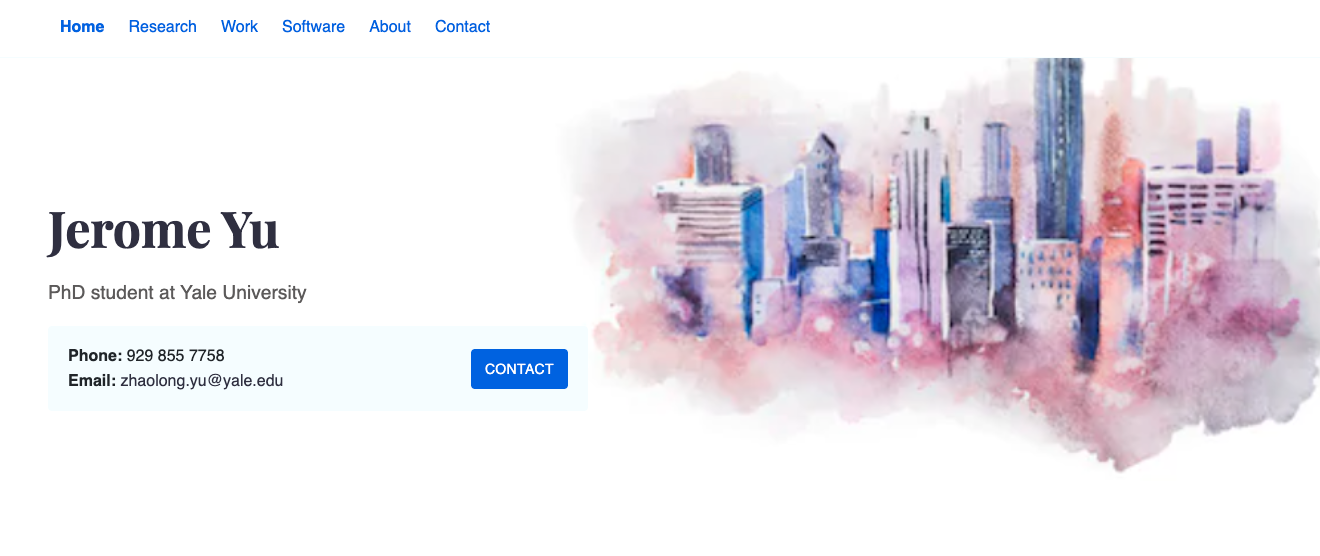 Home Research Work Software About Contact
Jerome Yu
PhD student at Yale University
Phone: 929 855 7758
Email: zhaolong.yu@yale.edu
CONTACT